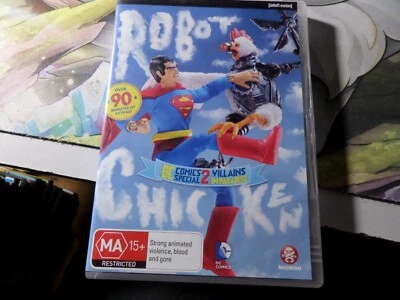 [adult swim]
ROBOT
OVER
90
MINUTES OF
EXTRAS!
DC COMICS 2 VILLAINS
SPECIAL IN PARADISE
CHICKEN
MA 15+
RESTRICTED
Strong animated
violence, blood
and gore
DC
COMICS
MADMAN